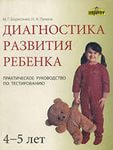 М. Г. Борисенко, Н. А. Лукина
ДИАГНОСТИКА
РАЗВИТИЯ
РЕБЕНКА
ПРАКТИЧЕСКОЕ РУКОВОДСТВО
ПО ТЕСТИРОВАНИЮ
4–5 лет